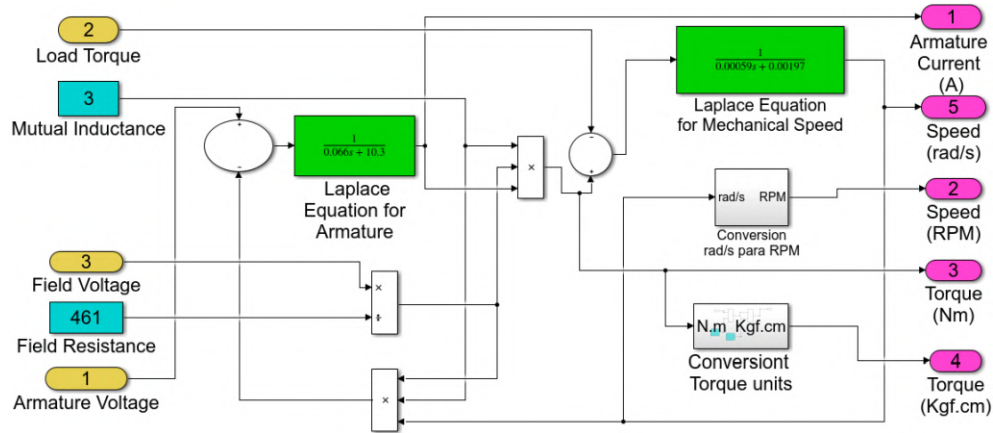 2
Load Torque
3
Mutual Inductance
+
-
1
0.066s + 10.3
Laplace
Equation for
Armature
×
-
+
1
0.00059s + 0.00197
Laplace Equation
for Mechanical Speed
1
Armature
Current
(A)
5
Speed
(rad/s)
rad/s RPM
Conversion
rad/s para RPM
2
Speed
(RPM)
3
Field Voltage
461
Field Resistance
1
Armature Voltage
×
÷
×
N.m Kgf.cm
Conversiont
Torque units
3
Torque
(Nm)
4
Torque
(Kgf.cm)